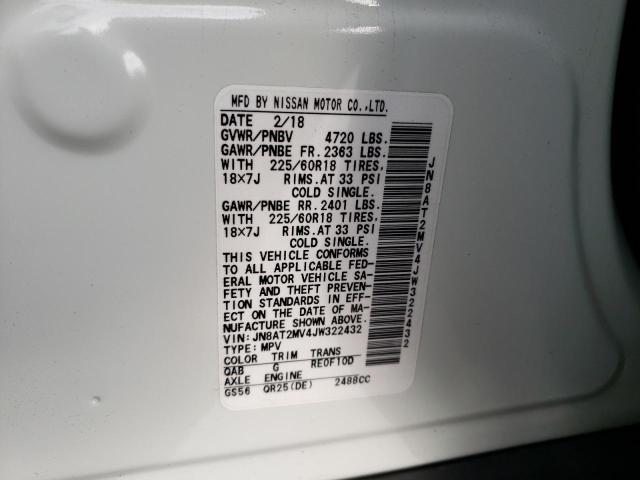 MFD BY NISSAN MOTOR CO.,LTD.
DATE 2/18
GVWR/PNBV 4720 LBS.
GAWR/PNBE FR. 2363 LBS.
WITH 225/60R18 TIRES,
18×7J RIMS. AT 33 PSI
COLD SINGLE.
GAWR/PNBE RR. 2401 LBS.
WITH 225/60R18 TIRES,
18×7J RIMS. AT 33 PSI
COLD SINGLE.
THIS VEHICLE CONFORMS
TO ALL APPLICABLE FED-
ERAL MOTOR VEHICLE SA-
FETY AND THEFT PREVEN-
TION STANDARDS IN EFF-
ECT ON THE DATE OF MA-
NUFACTURE SHOWN ABOVE.
VIN: JN8AT2MV4JW322432
TYPE: MPV
COLOR TRIM TRANS
QAB G RE0F10D
AXLE ENGINE
GS56 QR25(DE) 2488CC
JN8AT2MV4JW322432